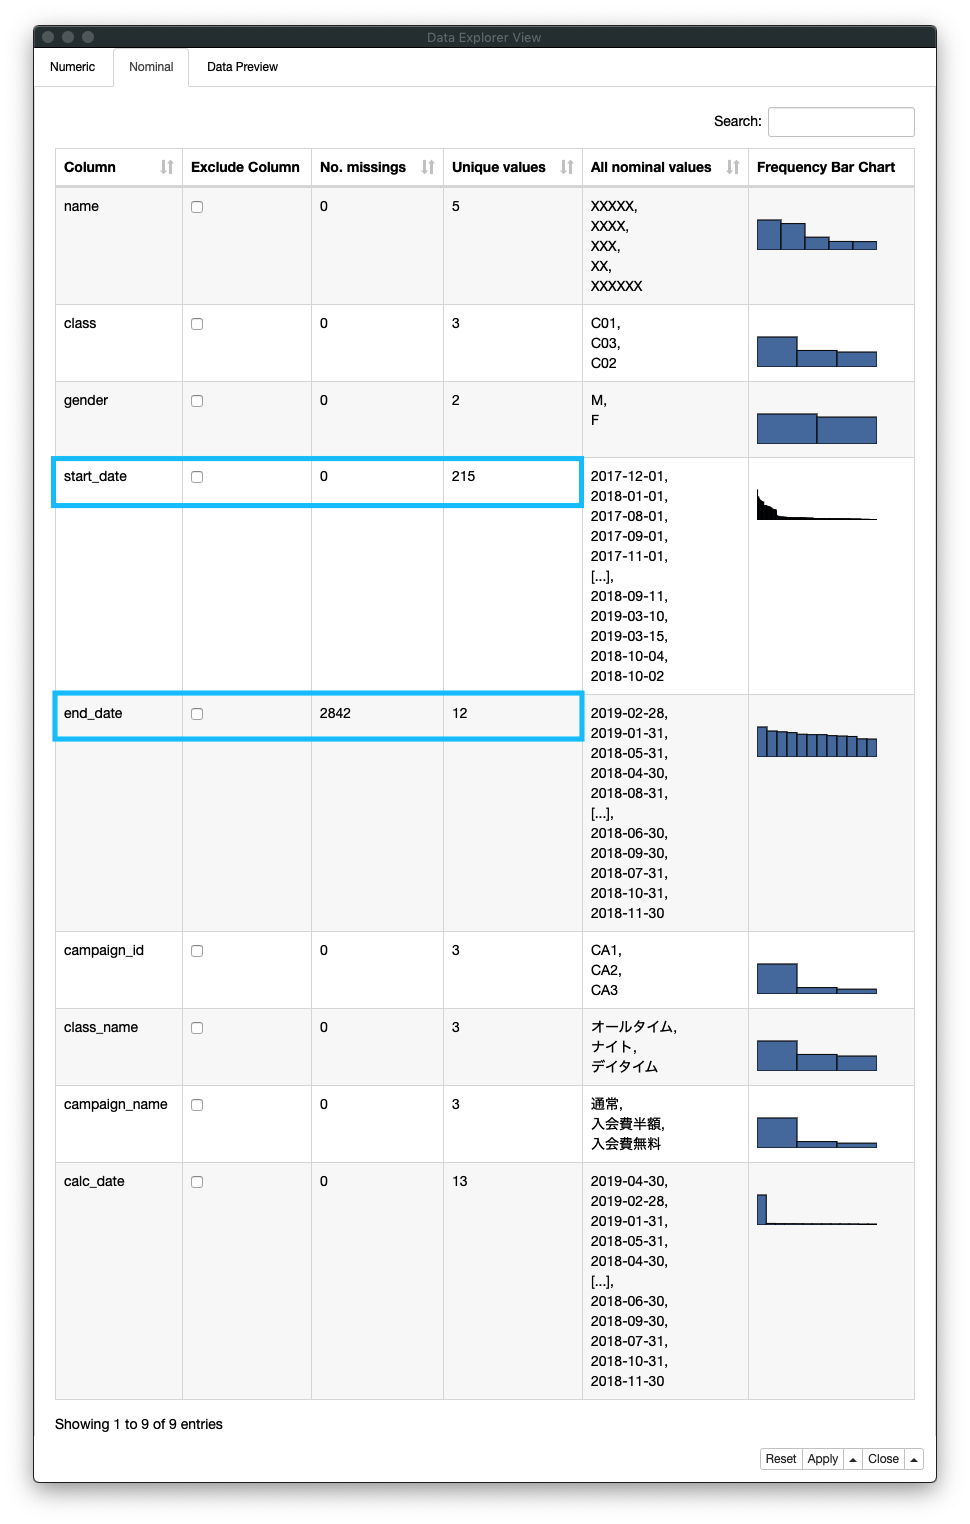 Data Explorer View
Numeric Nominal Data Preview
Search:
Column Exclude Column No. missings Unique values All nominal values Frequency Bar Chart
name 0 5 XXXXX,
XXXX,
XXX,
XX,
XXXXXX
class 0 3 C01,
C03,
C02
gender 0 2 M,
F
start_date 0 215 2017-12-01,
2018-01-01,
2017-08-01,
2017-09-01,
2017-11-01,
[...],
2018-09-11,
2019-03-10,
2019-03-15,
2018-10-04,
2018-10-02
end_date 2842 12 2019-02-28,
2019-01-31,
2018-05-31,
2018-04-30,
2018-08-31,
[...],
2018-06-30,
2018-09-30,
2018-07-31,
2018-10-31,
2018-11-30
campaign_id 0 3 CA1,
CA2,
CA3
class_name 0 3 オールタイム,
ナイト,
デイタイム
campaign_name 0 3 通常,
入会費半額,
入会費無料
calc_date 0 13 2019-04-30,
2019-02-28,
2019-01-31,
2018-05-31,
2018-04-30,
[...],
2018-06-30,
2018-09-30,
2018-07-31,
2018-10-31,
2018-11-30
Showing 1 to 9 of 9 entries
Reset Apply Close